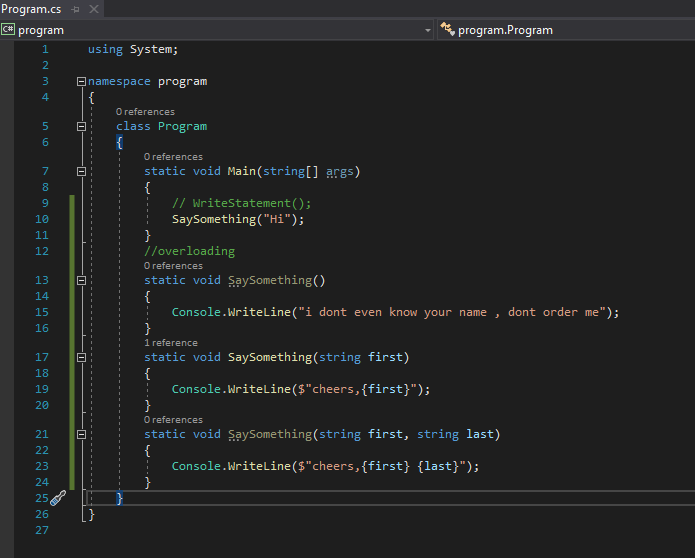 Program.cs
C# program program.Program
1 using System;
2
3 namespace program
4 {
0 references
5 class Program
6 {
0 references
7 static void Main(string[] args)
8 {
9 // WriteStatement();
10 SaySomething("Hi");
11 }
12 //overloading
0 references
13 static void SaySomething()
14 {
15 Console.WriteLine("i dont even know your name , dont order me");
16 }
1 reference
17 static void SaySomething(string first)
18 {
19 Console.WriteLine($"cheers,{first}");
20 }
0 references
21 static void SaySomething(string first, string last)
22 {
23 Console.WriteLine($"cheers,{first} {last}");
24 }
25 }
26 }
27